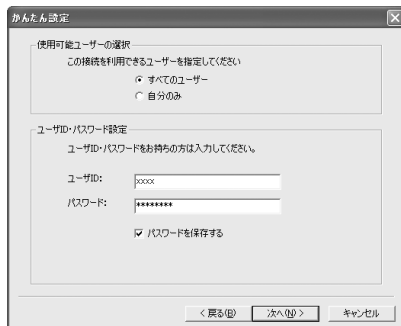 かんたん設定
使用可能ユーザーの選択
この接続を利用できるユーザーを指定してください
すべてのユーザー
自分のみ
ユーザID・パスワード設定
ユーザID・パスワードをお持ちの方は入力してください。
ユーザID:
xxxx
パスワード:
********
パスワードを保存する
< 戻る(B)
次へ(N) >
キャンセル